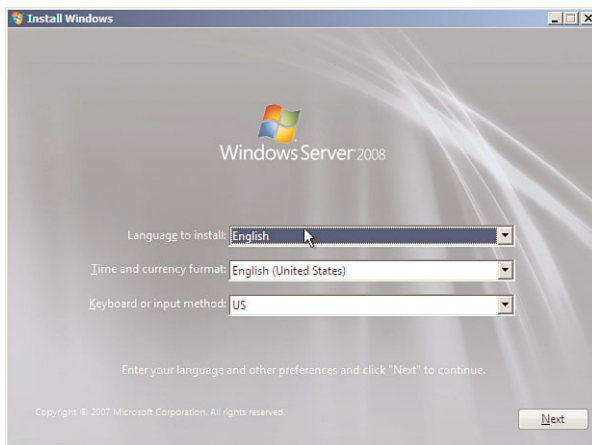 Install Windows
Windows Server 2008
Language to install: English
Time and currency format: English (United States)
Keyboard or input method: US
Enter your language and other preferences and click "Next" to continue.
Copyright © 2007 Microsoft Corporation. All rights reserved.
Next